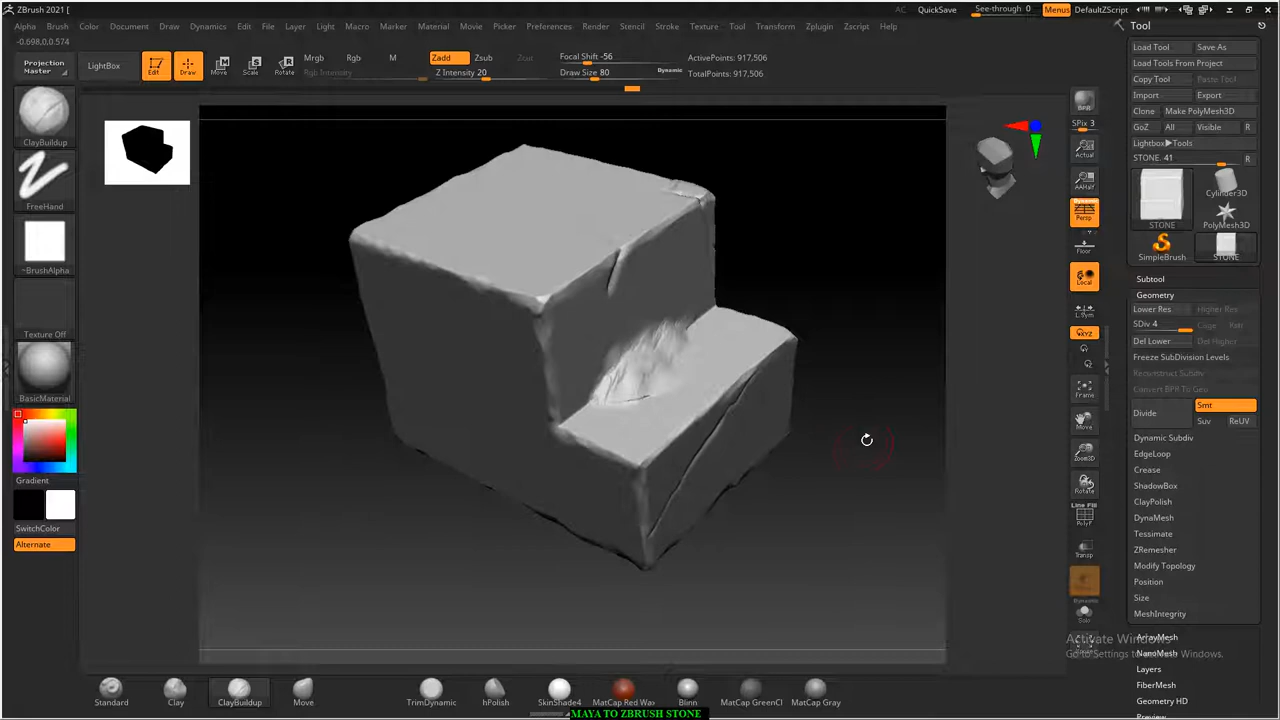 ZBrush 2021 [
AC QuickSave See-through 0 Menus DefaultZScript
Alpha Brush Color Document Draw Dynamics Edit File Layer Light Macro Marker Material Movie Picker Preferences Render Stencil Stroke Texture Tool Transform Zplugin Zscript Help
-0.698,0.574
Projection
Master
LightBox
Edit
Draw
Move
Scale
Rotate
Mrgb Rgb M
Rgb Intensity
Zadd Zsub Zcut
Z Intensity 20
Focal Shift -56
Draw Size 80 Dynamic
ActivePoints: 917,506
TotalPoints: 917,506
ClayBuildup
FreeHand
~BrushAlpha
Texture Off
BasicMaterial
Gradient
SwitchColor
Alternate
BPR
SPix 3
Actual
AAHalf
Dynamic
Persp
Floor
Local
L.Sym
XYZ
Frame
Move
Zoom3D
Rotate
Line Fill
PolyF
Transp
Dynamic
Solo
Tool
Load Tool Save As
Load Tools From Project
Copy Tool Paste Tool
Import Export
Clone Make PolyMesh3D
GoZ All Visible R
Lightbox▶Tools
STONE. 41 R
STONE
Cylinder3D
PolyMesh3D
SimpleBrush
STONE
Subtool
Geometry
Lower Res Higher Res
SDiv 4 Cage Rstr
Del Lower Del Higher
Freeze SubDivision Levels
Reconstruct Subdiv
Convert BPR To Geo
Divide Smt
Suv ReUV
Dynamic Subdiv
EdgeLoop
Crease
ShadowBox
ClayPolish
DynaMesh
Tessimate
ZRemesher
Modify Topology
Position
Size
MeshIntegrity
ArrayMesh
NanoMesh
Layers
FiberMesh
Geometry HD
Preview
Activate Windows
Go to Settings to activate Windows.
Standard
Clay
ClayBuildup
Move
TrimDynamic
hPolish
SkinShade4
MatCap Red Wax
Blinn
MatCap GreenCl
MatCap Gray
MAYA TO ZBRUSH STONE